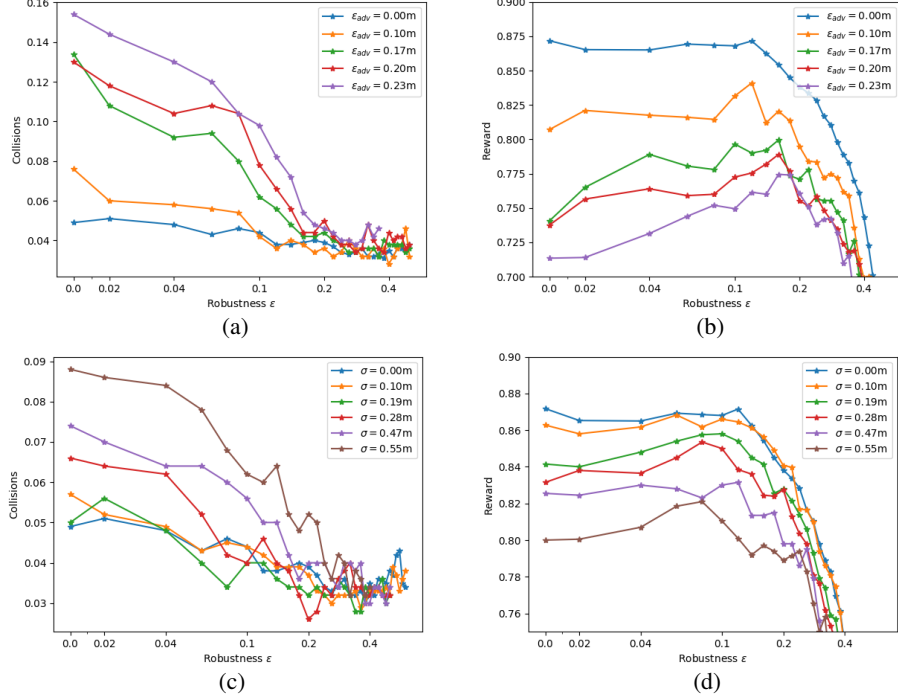 0.16
0.14
0.12
0.10
0.08
0.06
0.04
Collisions
0.0 0.02 0.04 0.1 0.2 0.4
Robustness ε
ε_adv = 0.00m
ε_adv = 0.10m
ε_adv = 0.17m
ε_adv = 0.20m
ε_adv = 0.23m
(a)
0.900
0.875
0.850
0.825
0.800
0.775
0.750
0.725
0.700
Reward
0.0 0.02 0.04 0.1 0.2 0.4
Robustness ε
ε_adv = 0.00m
ε_adv = 0.10m
ε_adv = 0.17m
ε_adv = 0.20m
ε_adv = 0.23m
(b)
0.09
0.08
0.07
0.06
0.05
0.04
0.03
Collisions
0.0 0.02 0.04 0.1 0.2 0.4
Robustness ε
σ = 0.00m
σ = 0.10m
σ = 0.19m
σ = 0.28m
σ = 0.47m
σ = 0.55m
(c)
0.90
0.88
0.86
0.84
0.82
0.80
0.78
0.76
Reward
0.0 0.02 0.04 0.1 0.2 0.4
Robustness ε
σ = 0.00m
σ = 0.10m
σ = 0.19m
σ = 0.28m
σ = 0.47m
σ = 0.55m
(d)